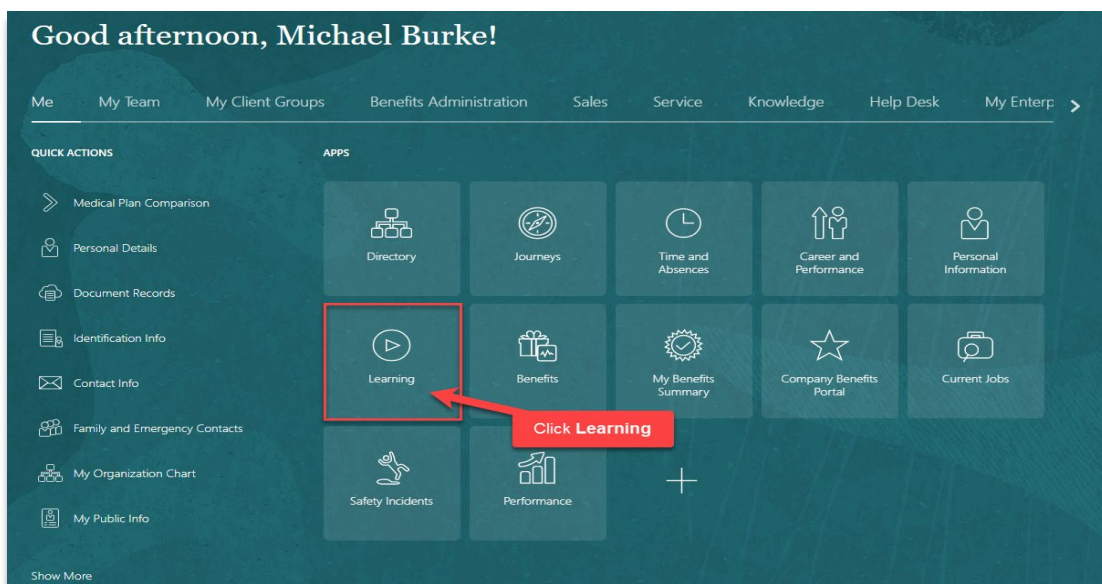 Good afternoon, Michael Burke!
Me My Team My Client Groups Benefits Administration Sales Service Knowledge Help Desk My Enterp
QUICK ACTIONS
Medical Plan Comparison
Personal Details
Document Records
Identification Info
Contact Info
Family and Emergency Contacts
My Organization Chart
My Public Info
Show More
APPS
Directory
Journeys
Time and
Absences
Career and
Performance
Personal
Information
Learning
Benefits
My Benefits
Summary
Company Benefits
Portal
Current Jobs
Click Learning
Safety Incidents
Performance